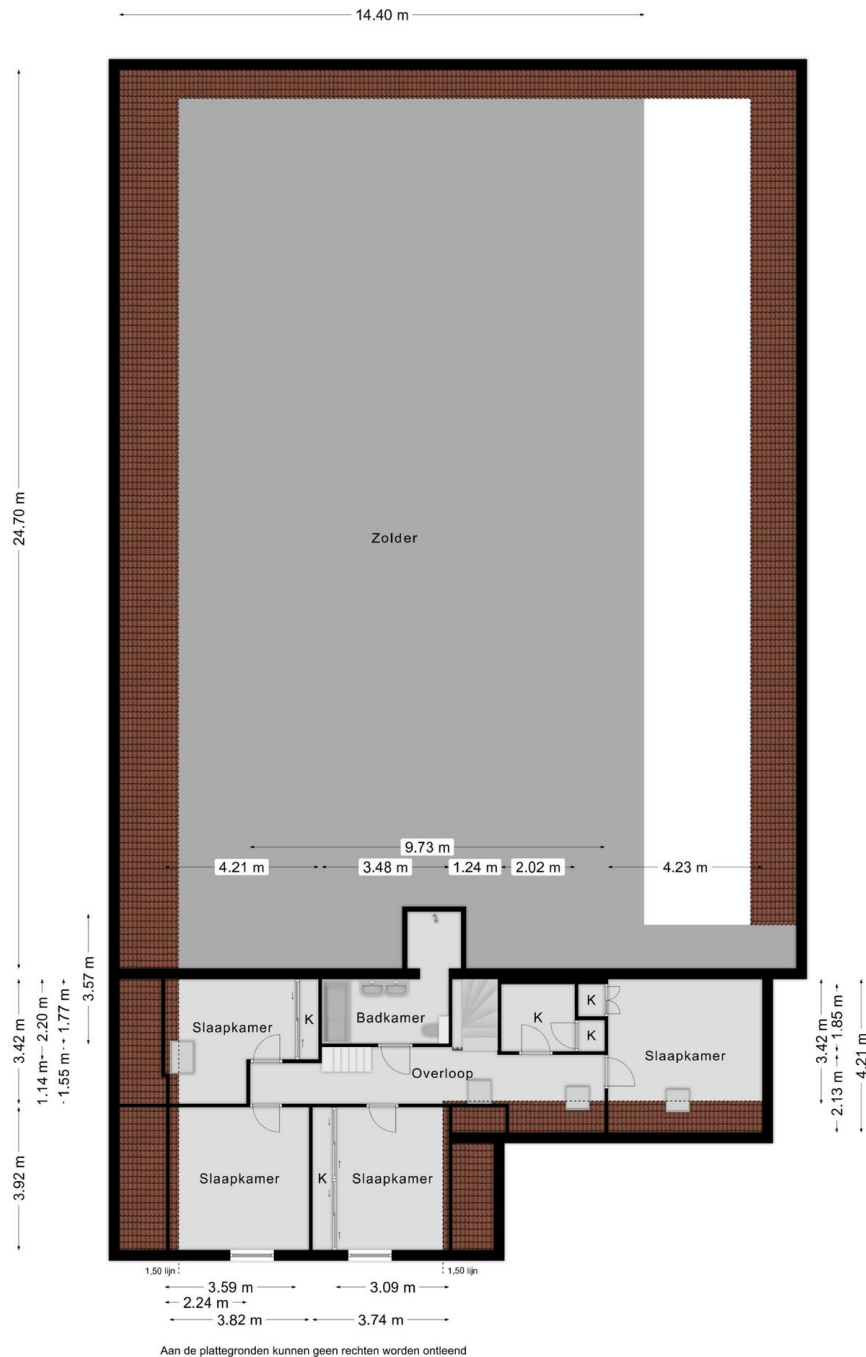 14.40 m
24.70 m
Zolder
9.73 m
4.21 m
3.48 m
1.24 m
2.02 m
4.23 m
3.57 m
3.42 m
1.14 m
2.20 m
1.55 m
1.77 m
Slaapkamer
K
Badkamer
K
K
K
Slaapkamer
Overloop
3.42 m
2.13 m
1.85 m
4.21 m
3.92 m
Slaapkamer
K
Slaapkamer
1,50 lijn
1,50 lijn
3.59 m
3.09 m
2.24 m
3.82 m
3.74 m
Aan de plattegronden kunnen geen rechten worden ontleend